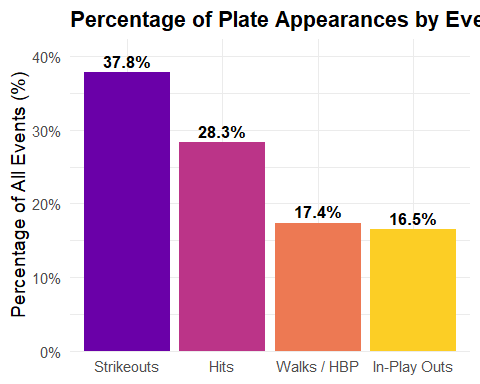 Percentage of Plate Appearances by Eve
Percentage of All Events (%)
40%
30%
20%
10%
0%
37.8%
28.3%
17.4%
16.5%
Strikeouts
Hits
Walks / HBP
In-Play Outs